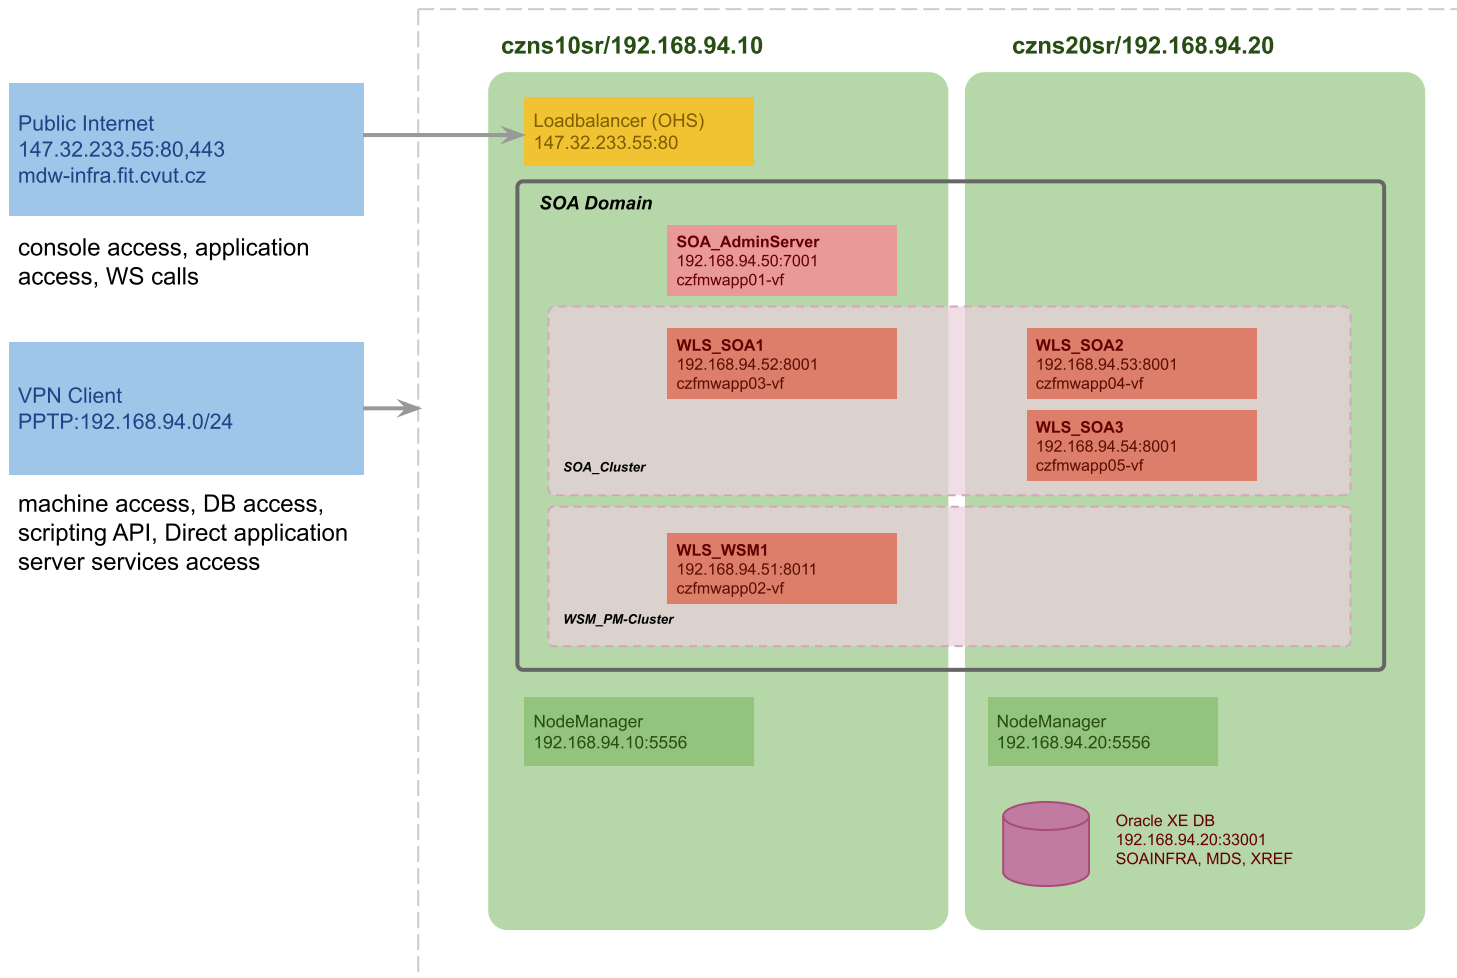 czns10sr/192.168.94.10
czns20sr/192.168.94.20
Public Internet
147.32.233.55:80,443
mdw-infra.fit.cvut.cz
console access, application
access, WS calls
VPN Client
PPTP:192.168.94.0/24
machine access, DB access,
scripting API, Direct application
server services access
Loadbalancer (OHS)
147.32.233.55:80
SOA Domain
SOA_AdminServer
192.168.94.50:7001
czfmwapp01-vf
WLS_SOA1
192.168.94.52:8001
czfmwapp03-vf
WLS_SOA2
192.168.94.53:8001
czfmwapp04-vf
WLS_SOA3
192.168.94.54:8001
czfmwapp05-vf
SOA_Cluster
WLS_WSM1
192.168.94.51:8011
czfmwapp02-vf
WSM_PM-Cluster
NodeManager
192.168.94.10:5556
NodeManager
192.168.94.20:5556
Oracle XE DB
192.168.94.20:33001
SOAINFRA, MDS, XREF